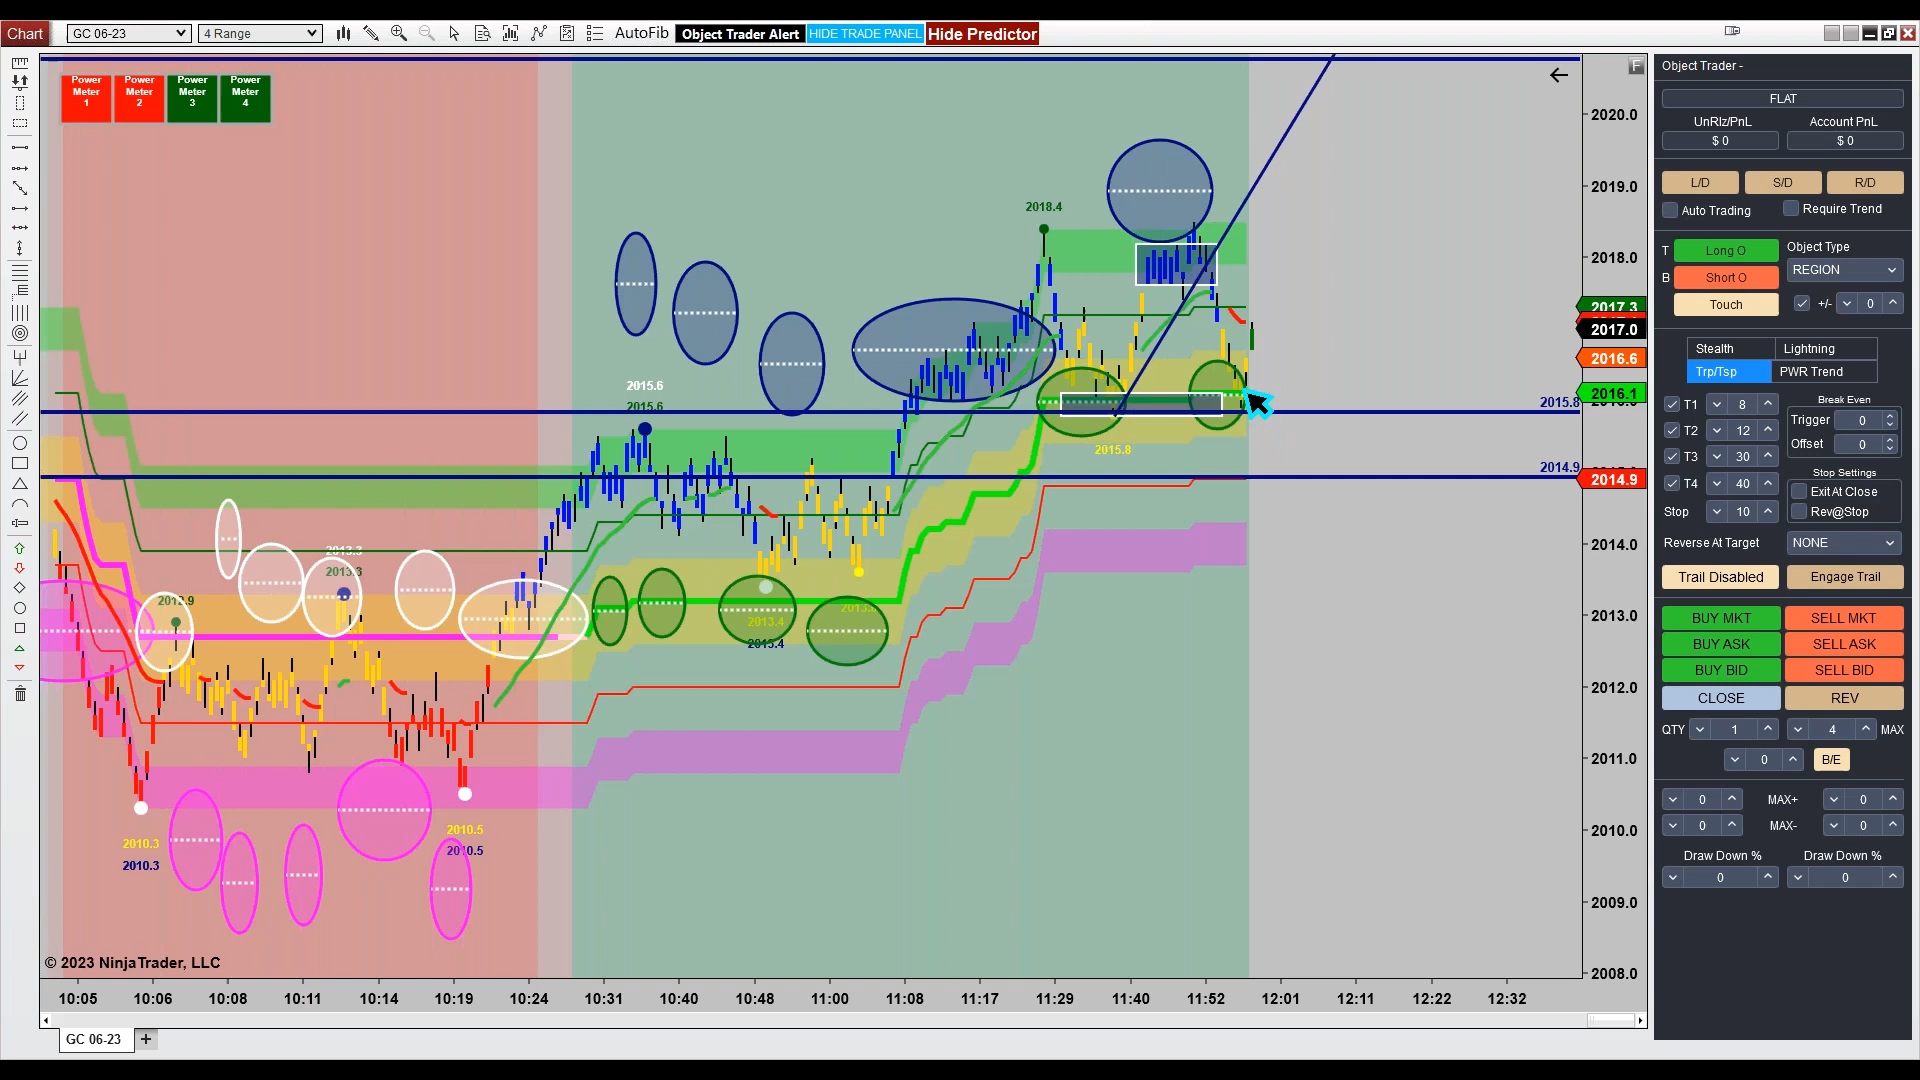 Chart GC 06-23 4 Range AutoFib Object Trader Alert HIDE TRADE PANEL Hide Predictor
Power Meter 1
Power Meter 2
Power Meter 3
Power Meter 4
F
2018.4
2015.6
2015.6
2015.8
2015.8
2014.9
2013.3
2013.3
2013.4
2013.4
2010.3
2010.3
2010.5
2010.5
2020.0
2019.0
2018.0
2017.3
2017.0
2016.6
2016.1
2014.9
2014.0
2013.0
2012.0
2011.0
2010.0
2009.0
2008.0
© 2023 NinjaTrader, LLC
10:05 10:06 10:08 10:11 10:14 10:19 10:24 10:31 10:40 10:48 11:00 11:08 11:17 11:29 11:40 11:52 12:01 12:11 12:22 12:32
GC 06-23 +
Object Trader -
FLAT
UnRlz/PnL Account PnL
$ 0 $ 0
L/D S/D R/D
Auto Trading Require Trend
T Long O Object Type
B Short O REGION
Touch +/- 0
Stealth Lightning
Trp/Tsp PWR Trend
T1 8 Break Even
Trigger 0
T2 12 Offset 0
T3 30 Stop Settings
T4 40 ExitAt Close
Stop 10 Rev@Stop
Reverse At Target NONE
Trail Disabled Engage Trail
BUY MKT SELL MKT
BUY ASK SELL ASK
BUY BID SELL BID
CLOSE REV
QTY 1 4 MAX
0 B/E
0 MAX+ 0
0 MAX- 0
Draw Down % Draw Down %
0 0